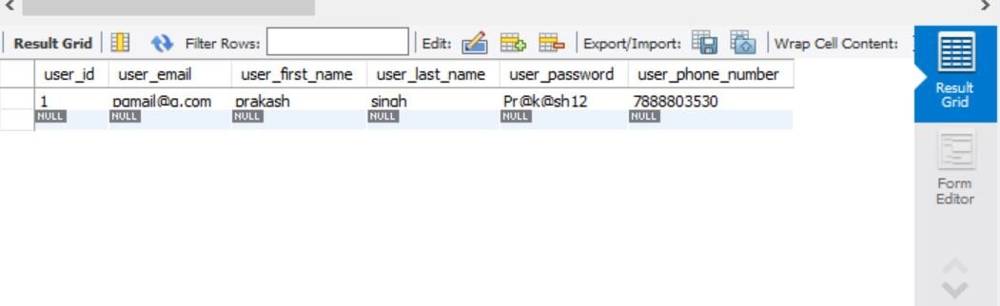 Result Grid Filter Rows: Edit: Export/Import: Wrap Cell Content:
user_id user_email user_first_name user_last_name user_password user_phone_number
1 pgmail@g.com prakash singh Pr@k@sh12 7888803530
NULL NULL NULL NULL NULL NULL
Result
Grid
Form
Editor